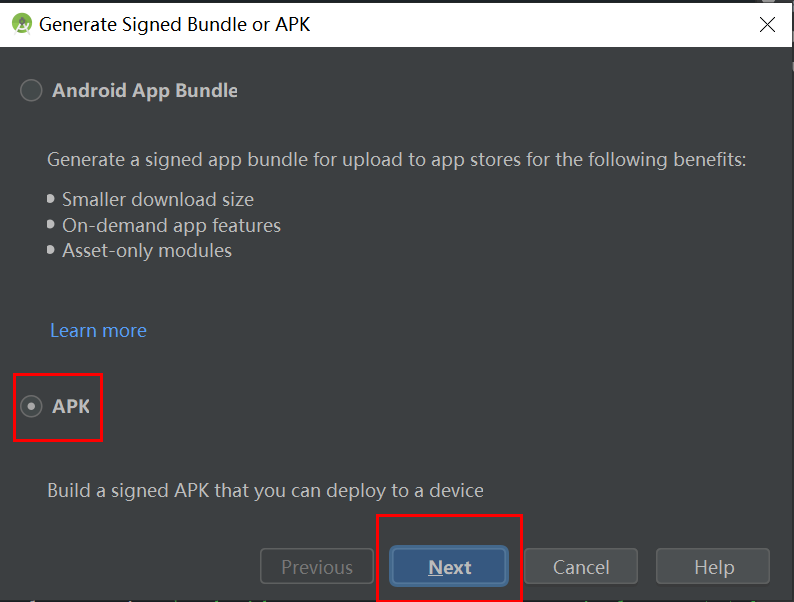 Generate Signed Bundle or APK
Android App Bundle
Generate a signed app bundle for upload to app stores for the following benefits:
Smaller download size
On-demand app features
Asset-only modules
Learn more
APK
Build a signed APK that you can deploy to a device
Previous Next Cancel Help